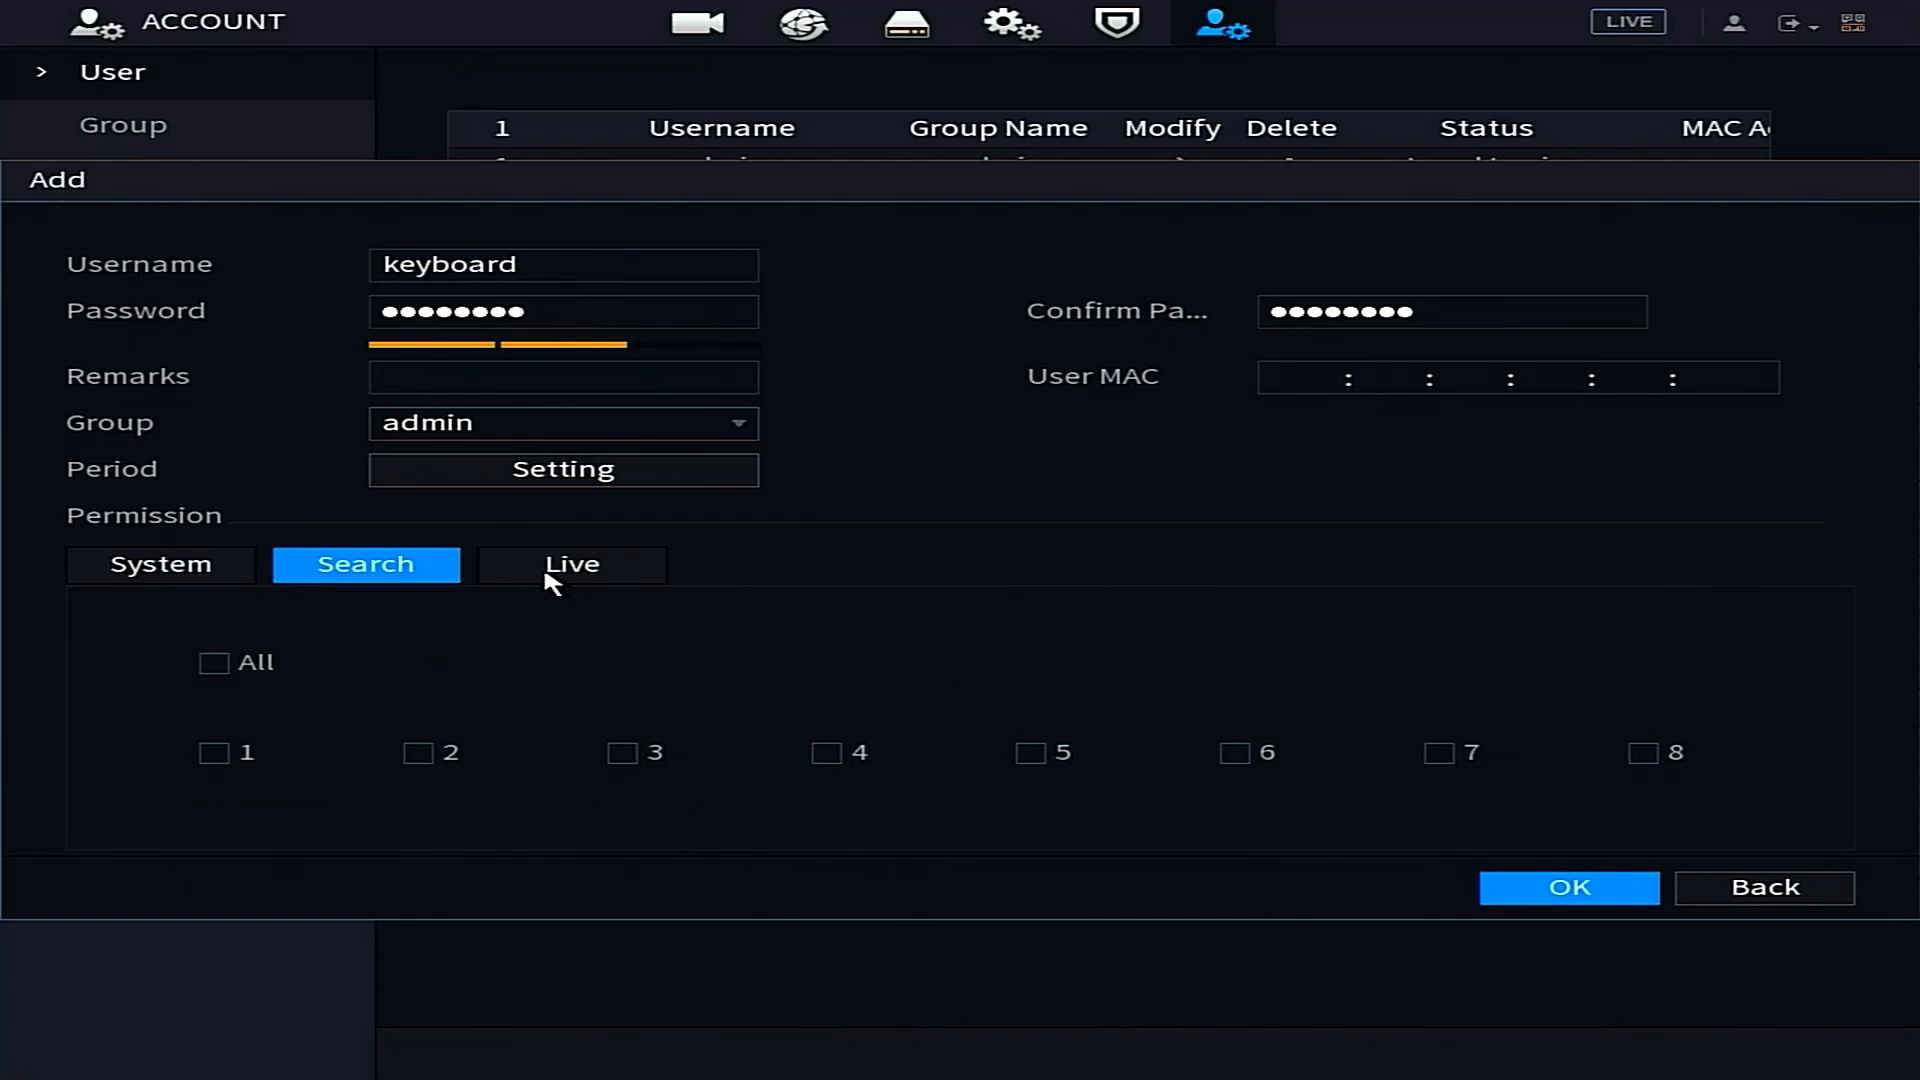 ACCOUNT
LIVE
User
Group
1 Username Group Name Modify Delete Status MAC A
Add
Username keyboard
Password ●●●●●●●● Confirm Pa... ●●●●●●●●
Remarks User MAC : : : : :
Group admin
Period Setting
Permission
System Search Live
All
1 2 3 4 5 6 7 8
OK Back